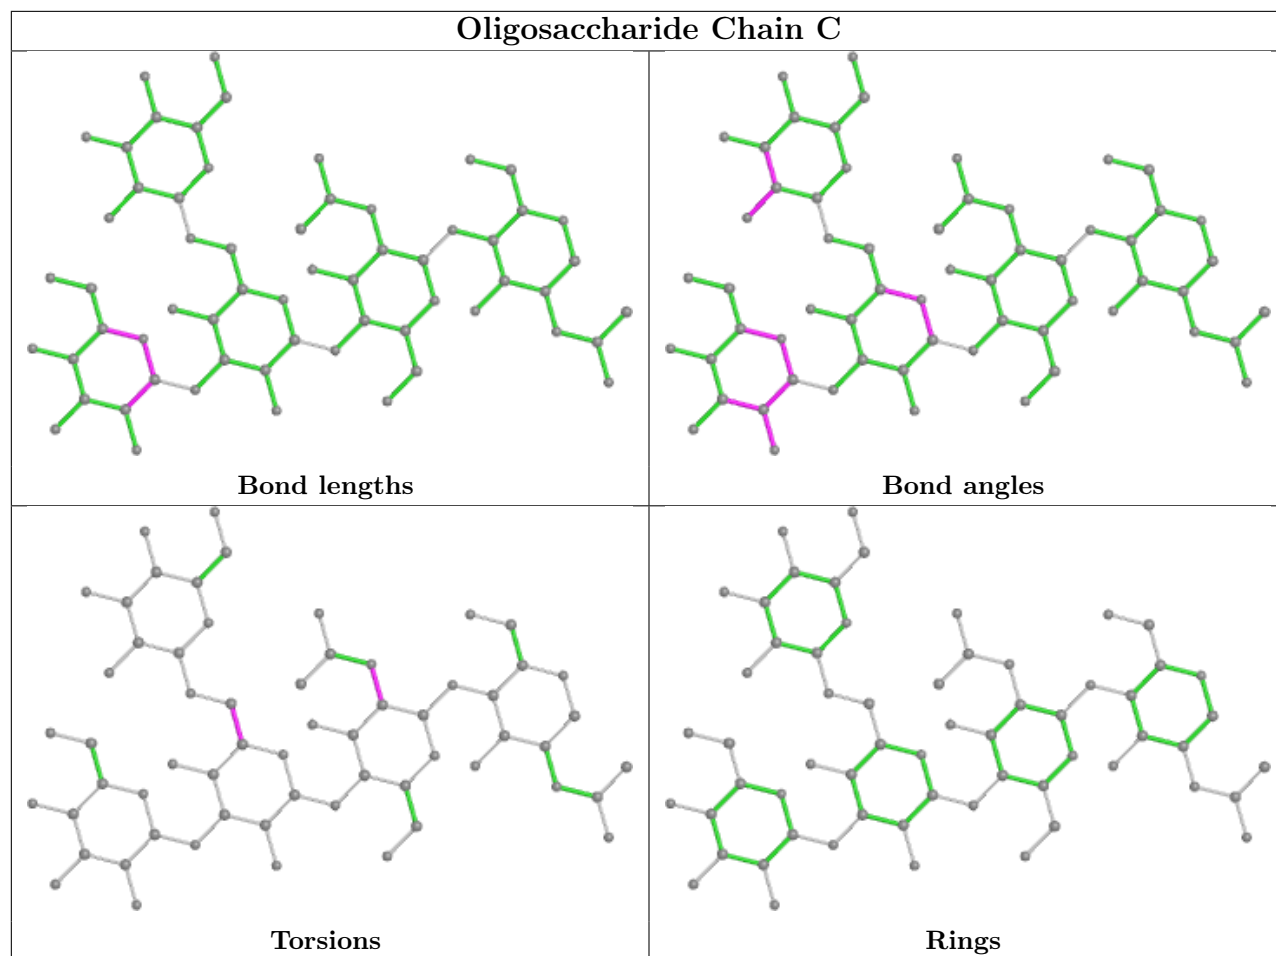 Oligosaccharide Chain C
Bond lengths
Bond angles
Torsions
Rings